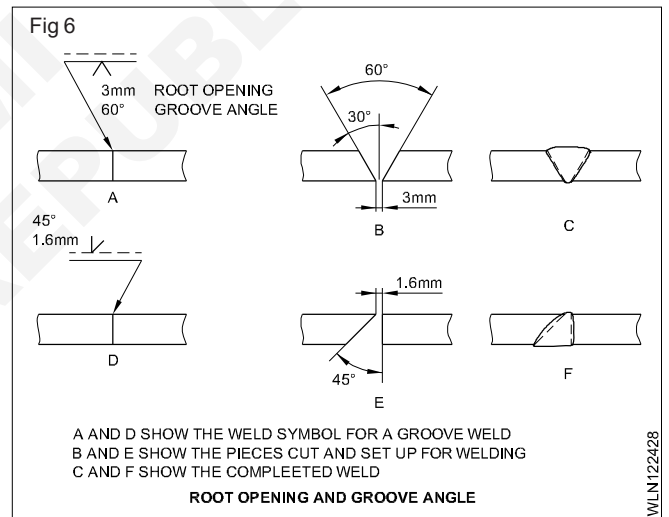 Fig 6
3mm ROOT OPENING
60° GROOVE ANGLE
A
60°
30°
3mm
B
C
45°
1.6mm
D
1.6mm
45°
E
F
A AND D SHOW THE WELD SYMBOL FOR A GROOVE WELD
B AND E SHOW THE PIECES CUT AND SET UP FOR WELDING
C AND F SHOW THE COMPLEETED WELD
ROOT OPENING AND GROOVE ANGLE
WLN122428